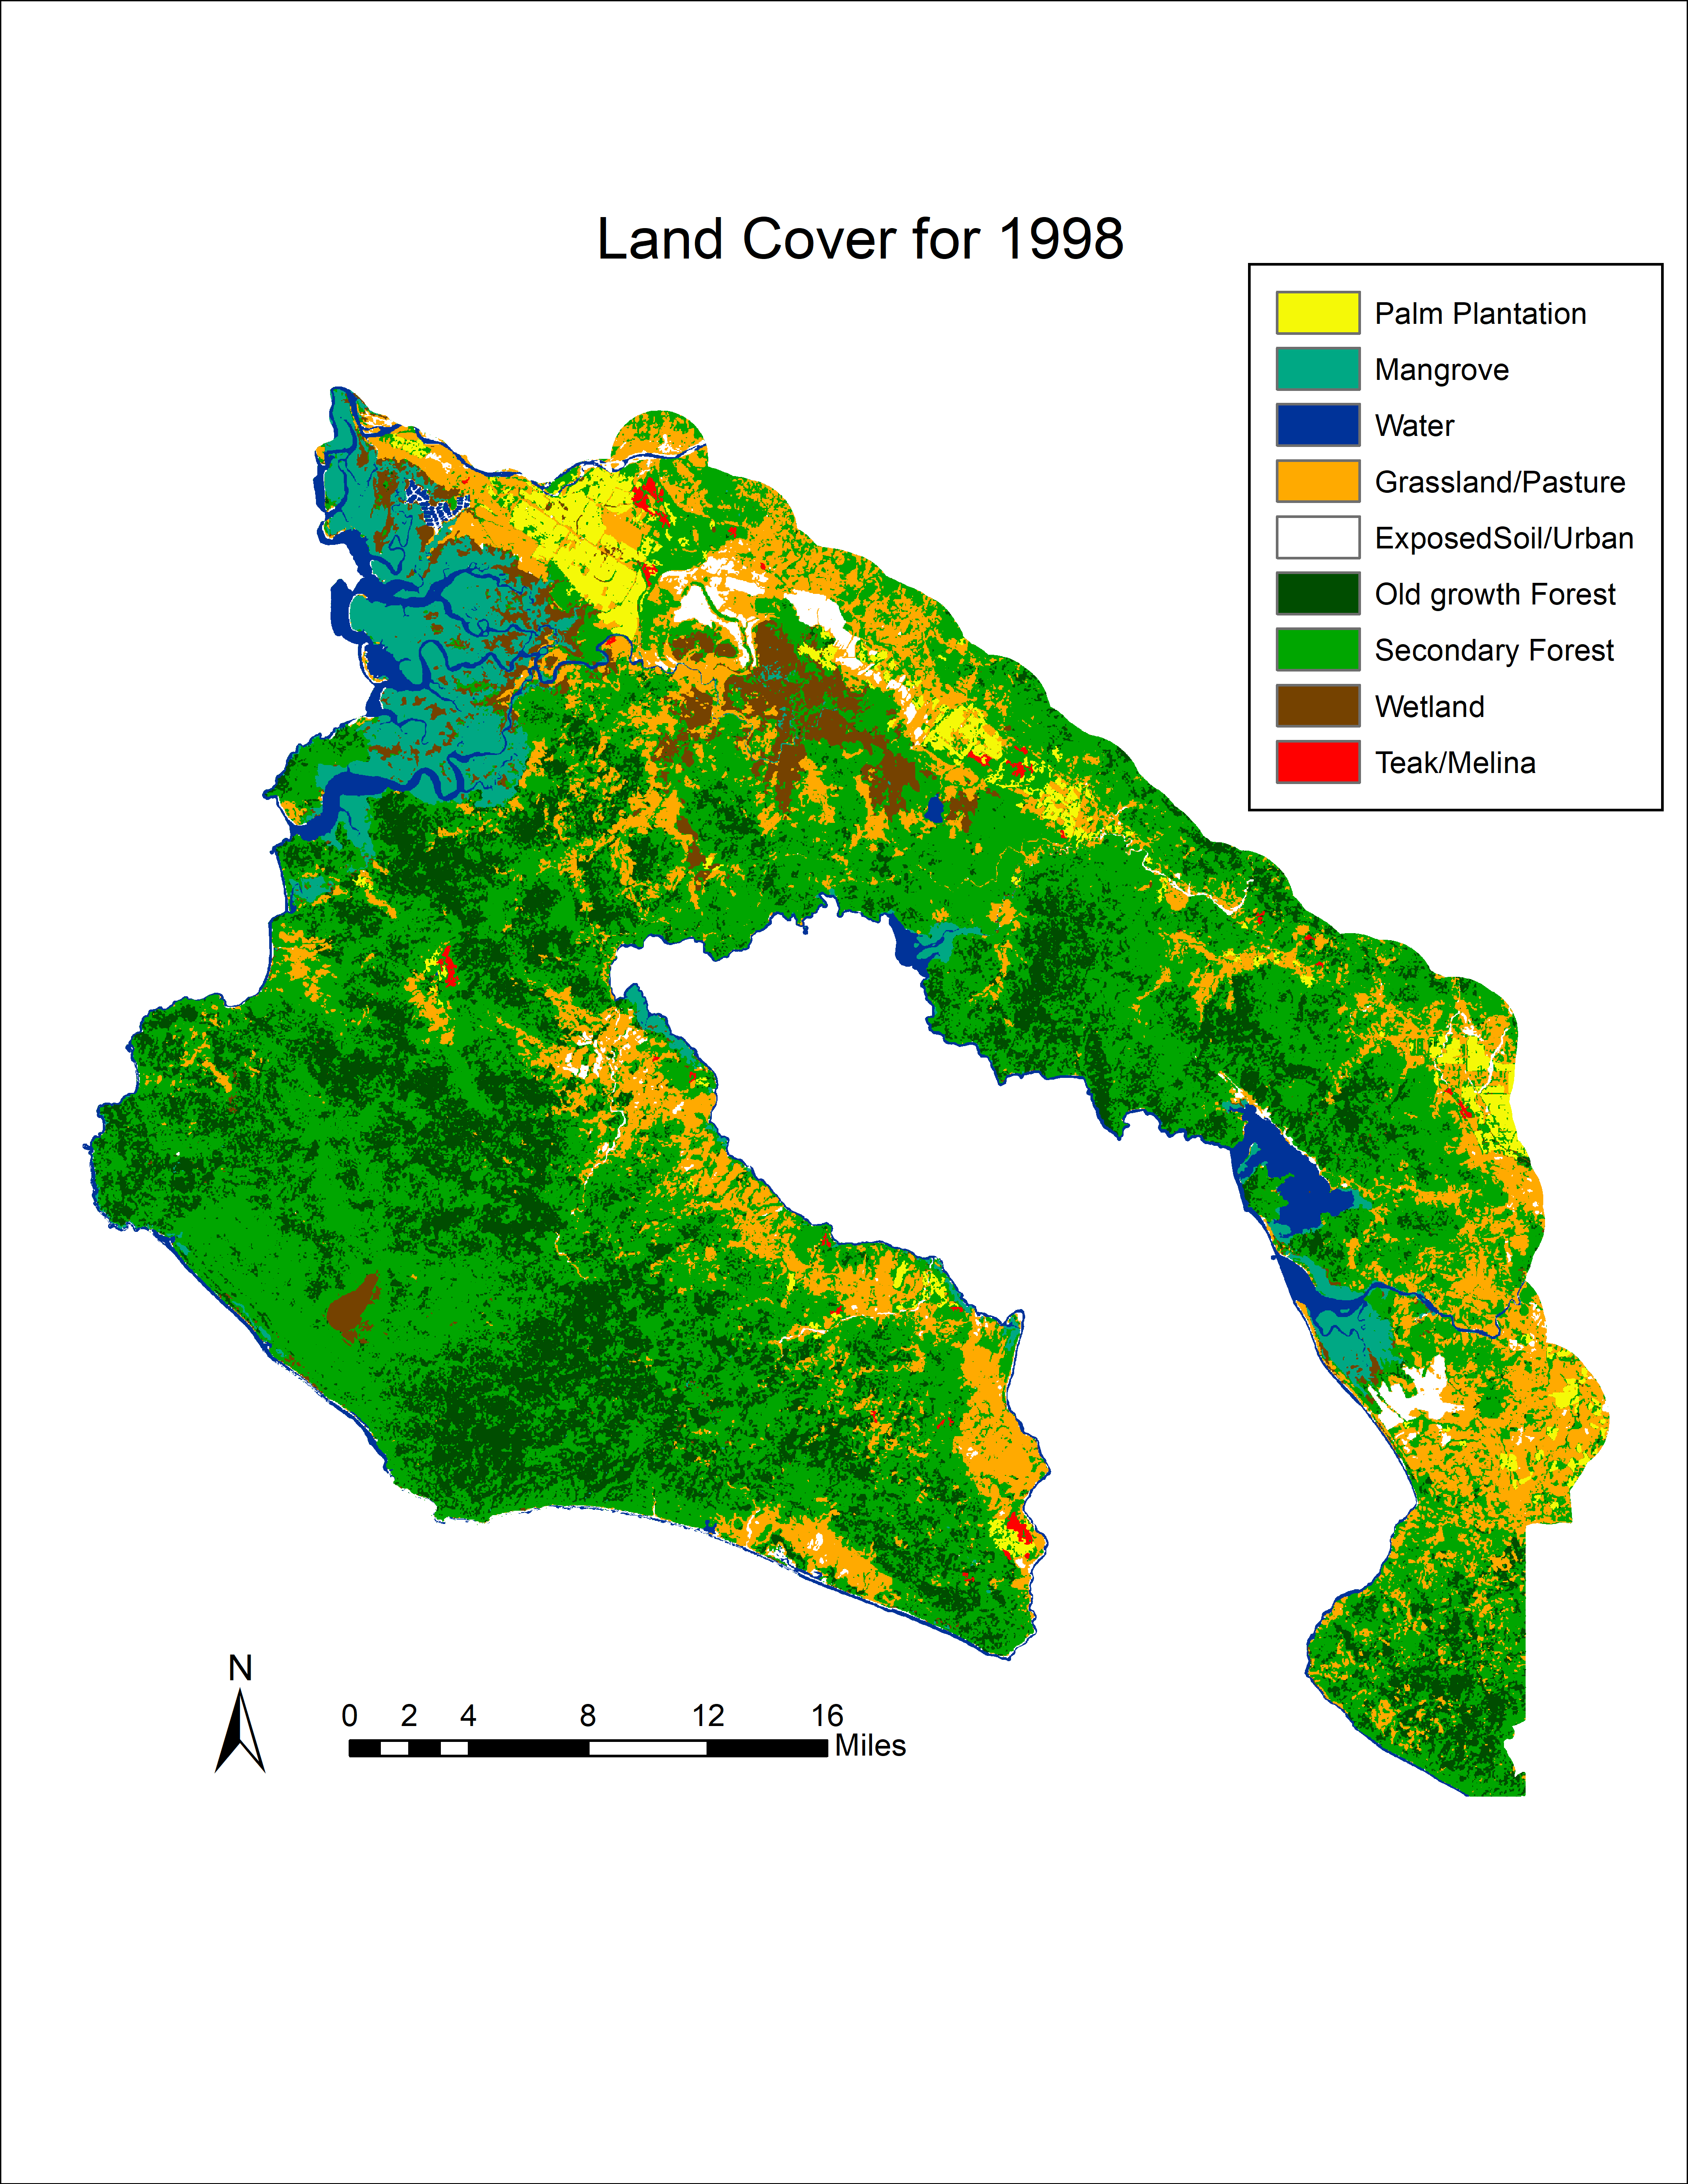 Land Cover for 1998
Palm Plantation
Mangrove
Water
Grassland/Pasture
ExposedSoil/Urban
Old growth Forest
Secondary Forest
Wetland
Teak/Melina
N
0 2 4 8 12 16
Miles